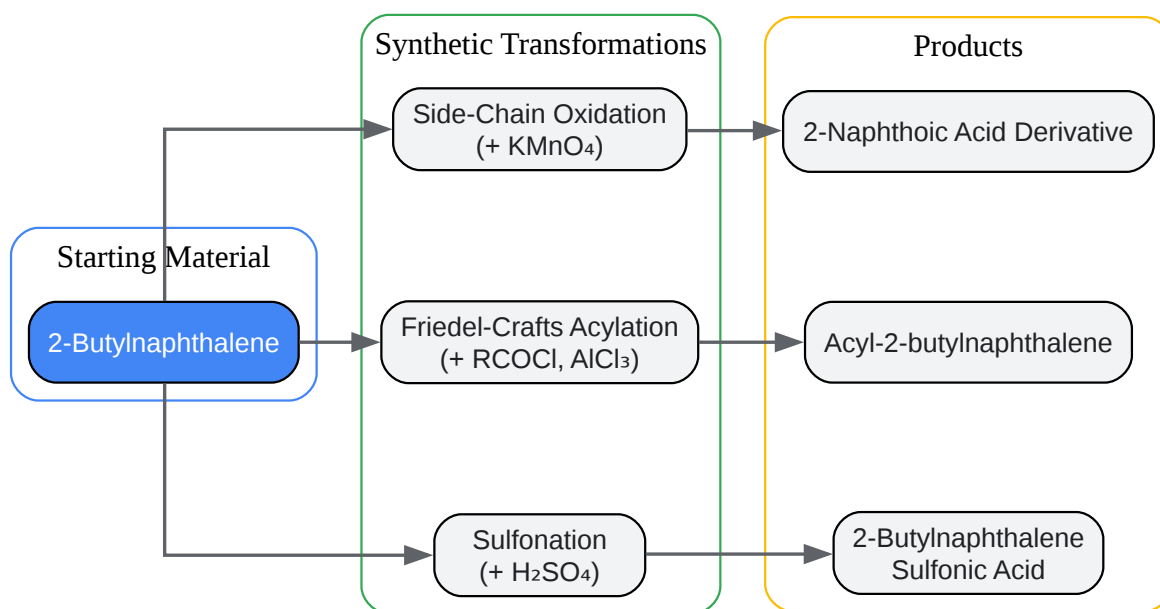 Synthetic Transformations
Products
Side-Chain Oxidation
(+ KMnO₄)
2-Naphthoic Acid Derivative
Starting Material
2-Butylnaphthalene
Friedel-Crafts Acylation
(+ RCOCl, AlCl₃)
Acyl-2-butylnaphthalene
Sulfonation
(+ H₂SO₄)
2-Butylnaphthalene
Sulfonic Acid